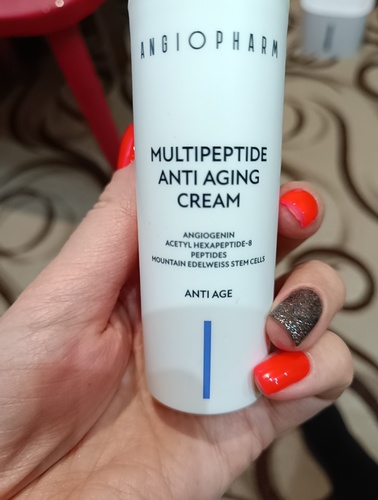 ANGIOPHARM
MULTIPEPTIDE
ANTI AGING
CREAM
ANGIOGENIN
ACETYL HEXAPEPTIDE-8
PEPTIDES
MOUNTAIN EDELWEISS STEM CELLS
ANTI AGE